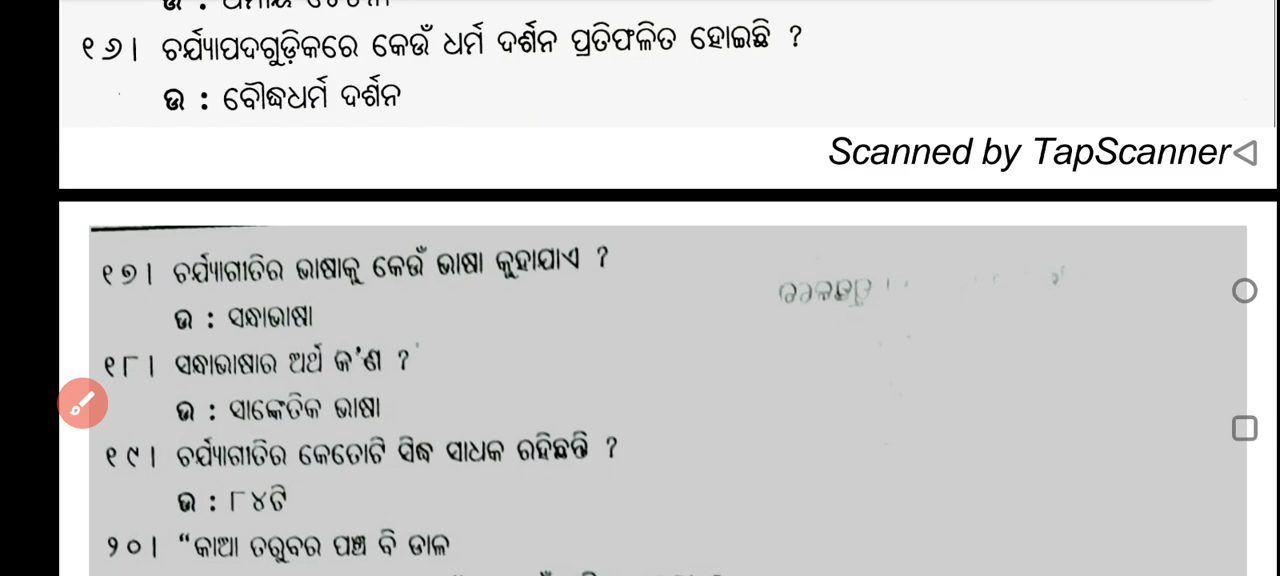 ୧୬। ଚର୍ଯ୍ୟାପଦଗୁଡ଼ିକରେ କେଉଁ ଧର୍ମ ଦର୍ଶନ ପ୍ରତିଫଳିତ ହୋଇଛି ?
ଉ : ବୌଦ୍ଧଧର୍ମ ଦର୍ଶନ
Scanned by TapScanner
୧୭। ଚର୍ଯ୍ୟାଗୀତିର ଭାଷାକୁ କେଉଁ ଭାଷା କୁହାଯାଏ ?
ଉ : ସନ୍ଧାଭାଷା
୧୮। ସନ୍ଧାଭାଷାର ଅର୍ଥ କ'ଣ ?
ଉ : ସାଙ୍କେତିକ ଭାଷା
୧୯। ଚର୍ଯ୍ୟାଗୀତିର କେତୋଟି ସିଦ୍ଧ ସାଧକ ରହିଛନ୍ତି ?
ଉ : ୮୪ଟି
୨୦। “କାଆ ତରୁବର ପଞ୍ଚ ବି ଡାଳ